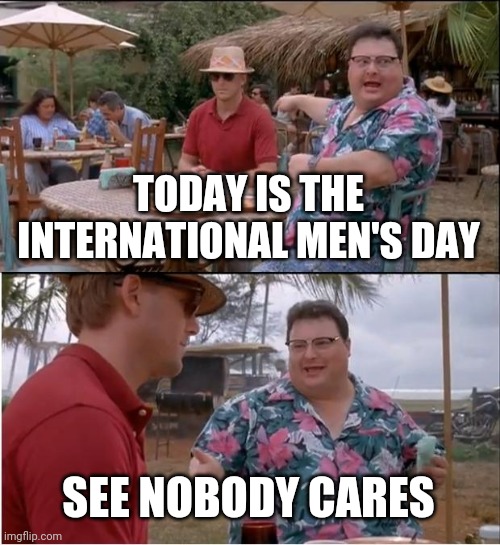 TODAY IS THE
INTERNATIONAL MEN'S DAY
SEE NOBODY CARES
imgflip.com